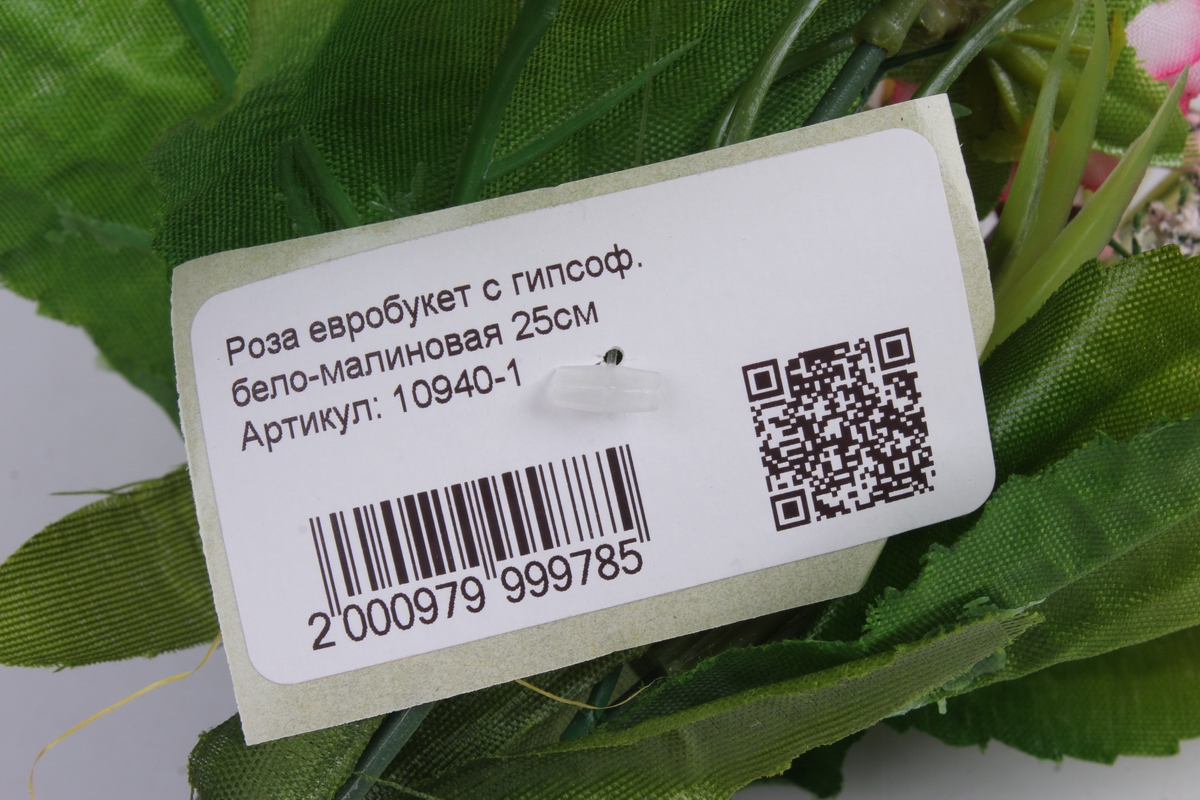 Роза евробукет с гипсоф.
бело-малиновая 25см
Артикул: 10940-1
2 000979 999785